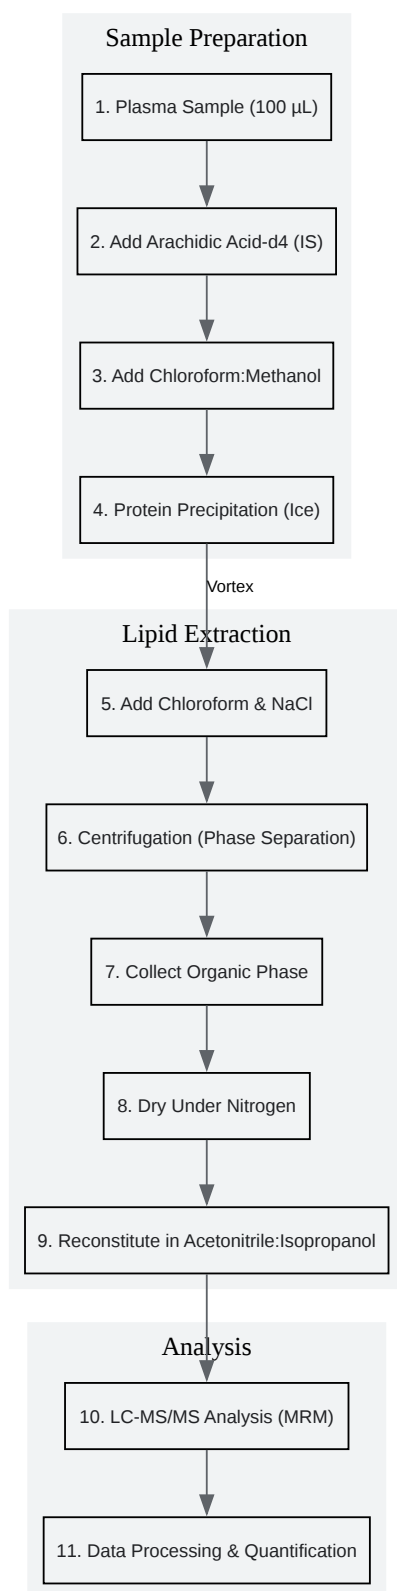 Sample Preparation
1. Plasma Sample (100 µL)
2. Add Arachidic Acid-d4 (IS)
3. Add Chloroform:Methanol
4. Protein Precipitation (Ice)
Vortex
Lipid Extraction
5. Add Chloroform & NaCl
6. Centrifugation (Phase Separation)
7. Collect Organic Phase
8. Dry Under Nitrogen
9. Reconstitute in Acetonitrile:Isopropanol
Analysis
10. LC-MS/MS Analysis (MRM)
11. Data Processing & Quantification